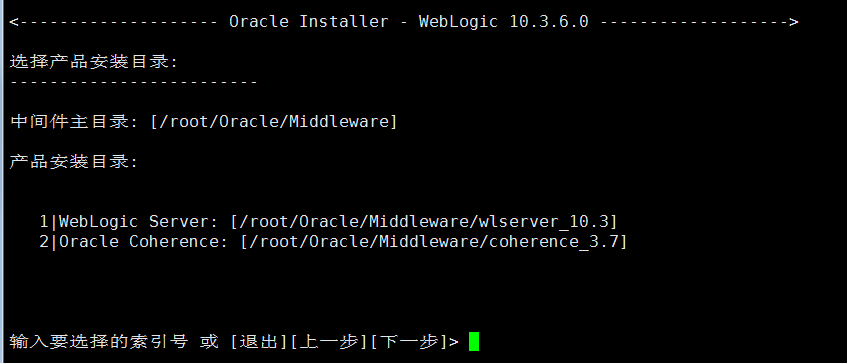 <-------------------- Oracle Installer - WebLogic 10.3.6.0 ------------------->
选择产品安装目录:
-------------------------
中间件主目录: [/root/Oracle/Middleware]
产品安装目录:
1|WebLogic Server: [/root/Oracle/Middleware/wlserver_10.3]
2|Oracle Coherence: [/root/Oracle/Middleware/coherence_3.7]
输入要选择的索引号 或 [退出][上一步][下一步]>